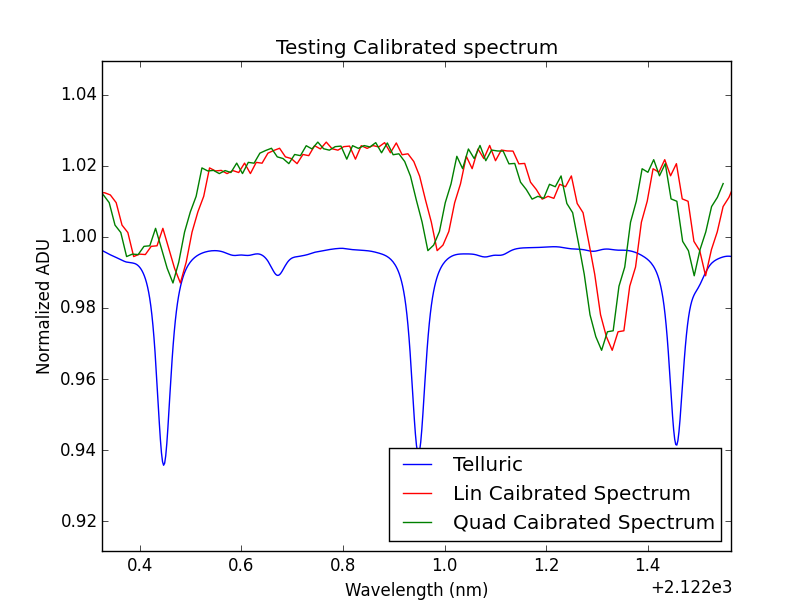 Testing Calibrated spectrum
Normalized ADU
1.04
1.02
1.00
0.98
0.96
0.94
0.92
Telluric
Lin Caibrated Spectrum
Quad Caibrated Spectrum
0.4 0.6 0.8 1.0 1.2 1.4
Wavelength (nm)
+2.122e3